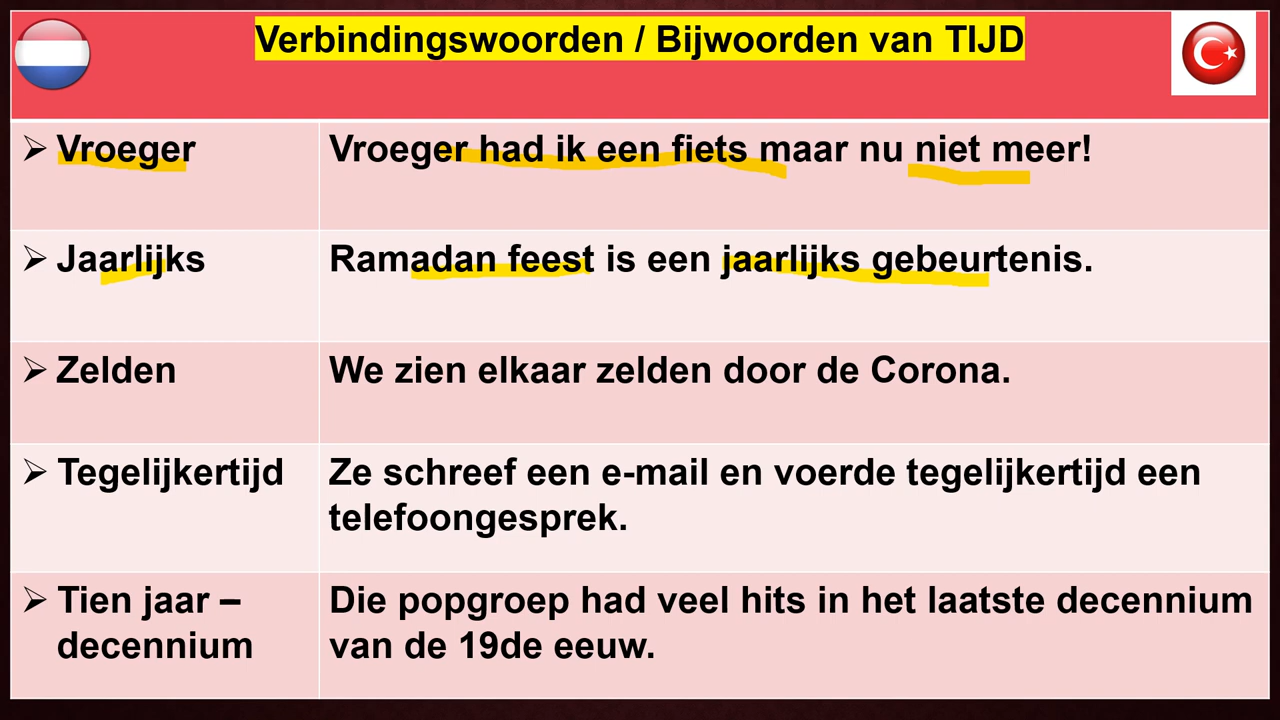 Verbindingswoorden / Bijwoorden van TIJD
Vroeger
Vroeger had ik een fiets maar nu niet meer!
Jaarlijks
Ramadan feest is een jaarlijks gebeurtenis.
Zelden
We zien elkaar zelden door de Corona.
Tegelijkertijd
Ze schreef een e-mail en voerde tegelijkertijd een
telefoongesprek.
Tien jaar –
decennium
Die popgroep had veel hits in het laatste decennium
van de 19de eeuw.